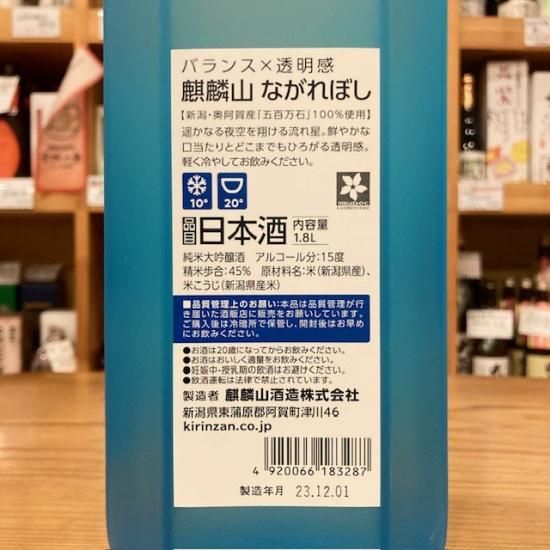 バランス×透明感
麒麟山 ながれぼし
【新潟・奥阿賀産「五百万石」100%使用】
遥かなる夜空を翔ける流れ星。鮮やかな
口当たりとどこまでもひろがる透明感。
軽く冷やしてお飲みください。
10° 20°
品目 日本酒 内容量 1.8L
純米大吟醸酒 アルコール分:15度
精米歩合:45% 原材料名:米(新潟県産)、
米こうじ(新潟県産米)
■品質管理上のお願い:本品は品質管理が行
き届いた酒販店に販売をお願いしています。
ご購入後は冷暗所で保管し、開封後はお早め
にお飲みください。
●お酒は20歳になってからお飲みください。
●お酒はおいしく適量をお飲みください。
●妊娠中・授乳期の飲酒はお避けください。
●飲酒運転は法律で禁止されています。
製造者 麒麟山酒造株式会社
新潟県東蒲原郡阿賀町津川46
kirinzan.co.jp
4 920066 183287
製造年月 23.12.01